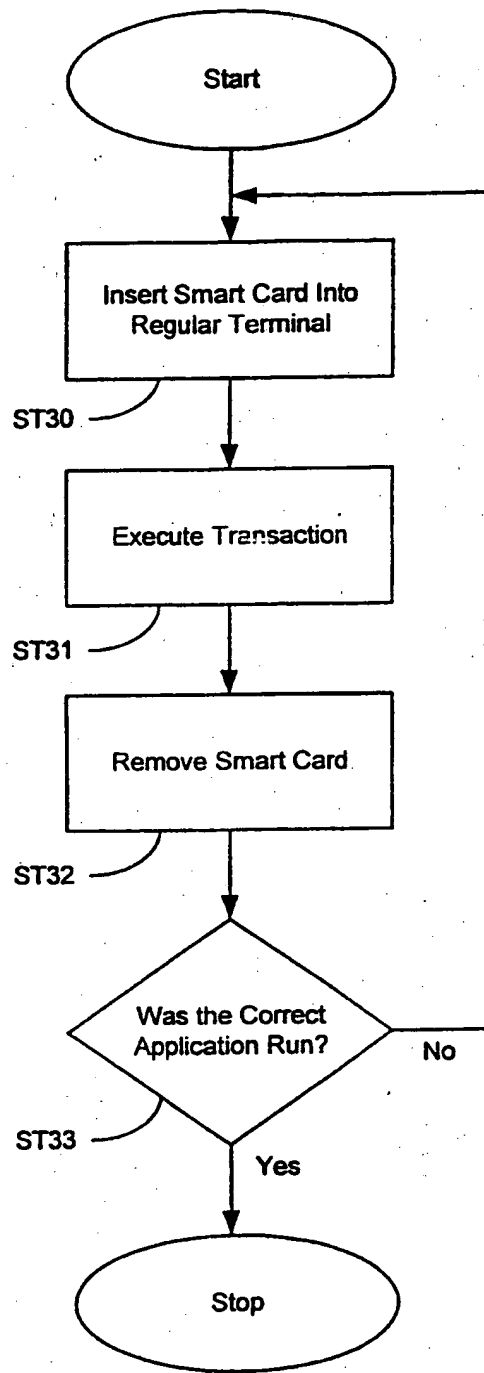 Start
Insert Smart Card Into
Regular Terminal
ST30
Execute Transaction
ST31
Remove Smart Card
ST32
Was the Correct
Application Run?
No
ST33
Yes
Stop